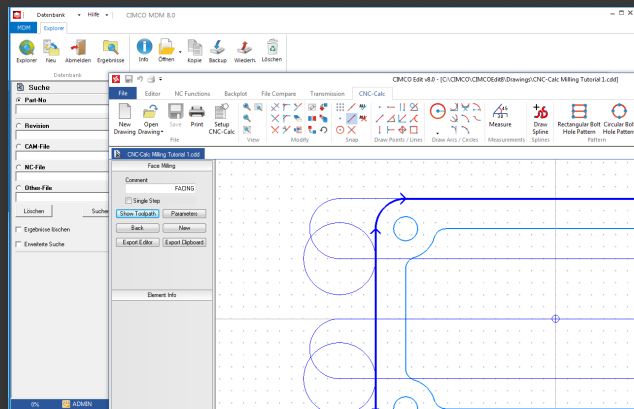 Datenbank Hilfe CIMCO MDM 8.0
MDM Explorer
Explorer Neu Abmelden Ergebnisse Info Öffnen Kopie Backup Wiederh. Löschen
Datenbank
Suche
Part-No
Revision
CAM-File
NC-File
Other-File
Löschen Suche
Ergebnisse löschen
Erweiterte Suche
0% ADMIN
CIMCO Edit v8.0 - [C:\CIMCO\CIMCOEdit8\Drawings\CNC-Calc Milling Tutorial 1.cdd]
File Editor NC Functions Backplot File Compare Transmission CNC-Calc
New Drawing
Open Drawing
Save
Print
Setup CNC-Calc
Measure
Draw Spline
Rectangular Bolt Hole Pattern
Circular Bolt Hole Pattern
File View Modify Snap Draw Points / Lines Draw Arcs / Circles Measurements Splines Pattern
CNC-Calc Milling Tutorial 1.cdd
Face Milling
Comment
FACING
Single Step
Show Toolpath Parameters
Back New
Export Editor Export Clipboard
Element Info